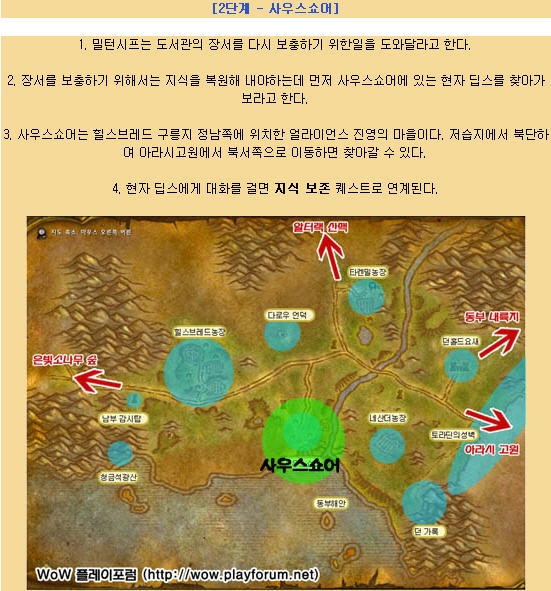 [2단계 - 사우스쇼어]
1. 밀턴시프는 도서관의 장서를 다시 보충하기 위한일을 도와달라고 한다.
2. 장서를 보충하기 위해서는 지식을 복원해 내야하는데 먼저 사우스쇼어에 있는 현자 딥스를 찾아가
보라고 한다.
3. 사우스쇼어는 힐스브레드 구릉지 정남쪽에 위치한 얼라이언스 진영의 마을이다. 저습지에서 북단하
여 아라시고원에서 북서쪽으로 이동하면 찾아갈 수 있다.
4. 현자 딥스에게 대화를 걸면 지식 보존 퀘스트로 연계된다.
지도 축소: 마우스 오른쪽 버튼
알터랙 산맥
타렌밀농장
다로우 언덕
동부 내륙지
힐스브레드농장
던홀드요새
은빛소나무 숲
남부 감시탑
네산더농장
토라딘의성벽
아라시 고원
사우스쇼어
청금석광산
동부해안
던 가록
WoW 플레이포럼 (http://wow.playforum.net)